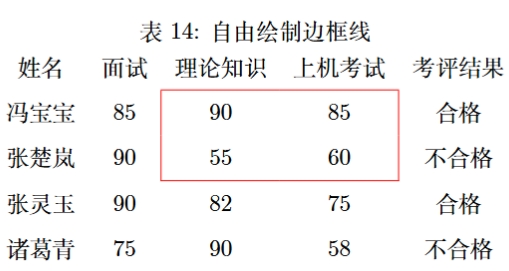 表 14: 自由绘制边框线
姓名 面试 理论知识 上机考试 考评结果
冯宝宝 85 90 85 合格
张楚岚 90 55 60 不合格
张灵玉 90 82 75 合格
诸葛青 75 90 58 不合格